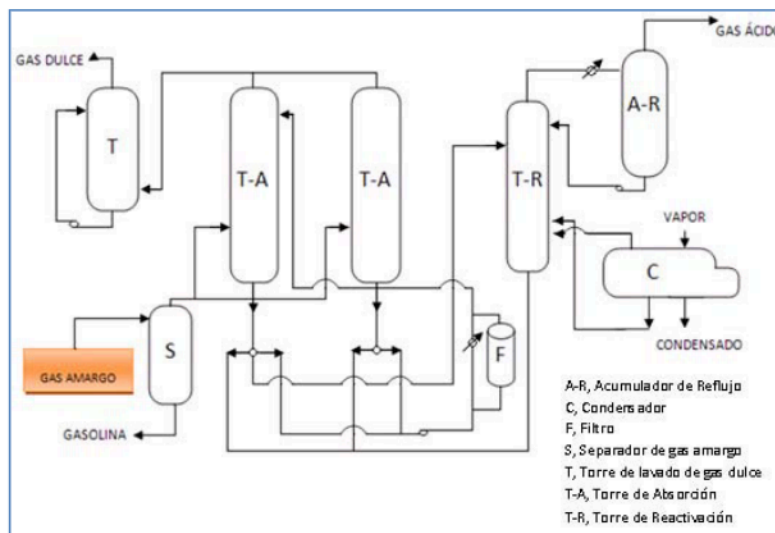 GAS ÁCIDO
GAS DULCE
A-R
T
T-A
T-A
T-R
VAPOR
C
S
F
GAS AMARGO
CONDENSADO
GASOLINA
A-R, Acumulador de Reflujo
C, Condensador
F, Filtro
S, Separador de gas amargo
T, Torre de lavado de gas dulce
T-A, Torre de Absorción
T-R, Torre de Reactivación